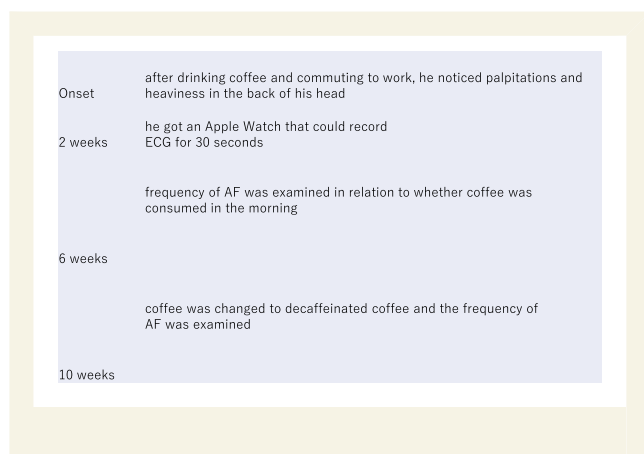 after drinking coffee and commuting to work, he noticed palpitations and
Onset
heaviness in the back of his head
he got an Apple Watch that could record
2 weeks
ECG for 30 seconds
frequency of AF was examined in relation to whether coffee was
consumed in the morning
6 weeks
coffee was changed to decaffeinated coffee and the frequency of
AF was examined
10 weeks